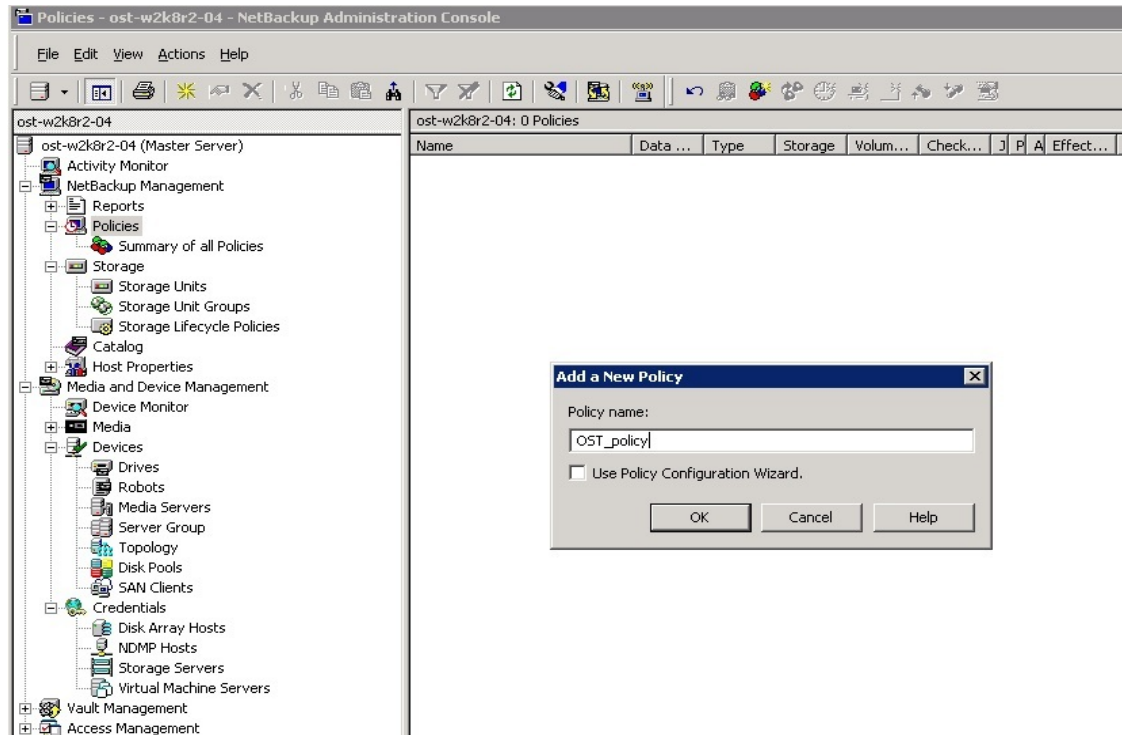 Policies - ost-w2k8r2-04 - NetBackup Administration Console
File Edit View Actions Help
ost-w2k8r2-04
ost-w2k8r2-04: 0 Policies
ost-w2k8r2-04 (Master Server)
Name Data ... Type Storage Volum... Check... J P A Effect...
Activity Monitor
NetBackup Management
Reports
Policies
Summary of all Policies
Storage
Storage Units
Storage Unit Groups
Storage Lifecycle Policies
Catalog
Host Properties
Media and Device Management
Device Monitor
Media
Devices
Drives
Robots
Media Servers
Server Group
Topology
Disk Pools
SAN Clients
Credentials
Disk Array Hosts
NDMP Hosts
Storage Servers
Virtual Machine Servers
Vault Management
Access Management
Add a New Policy
Policy name:
OST_policy
Use Policy Configuration Wizard.
OK Cancel Help